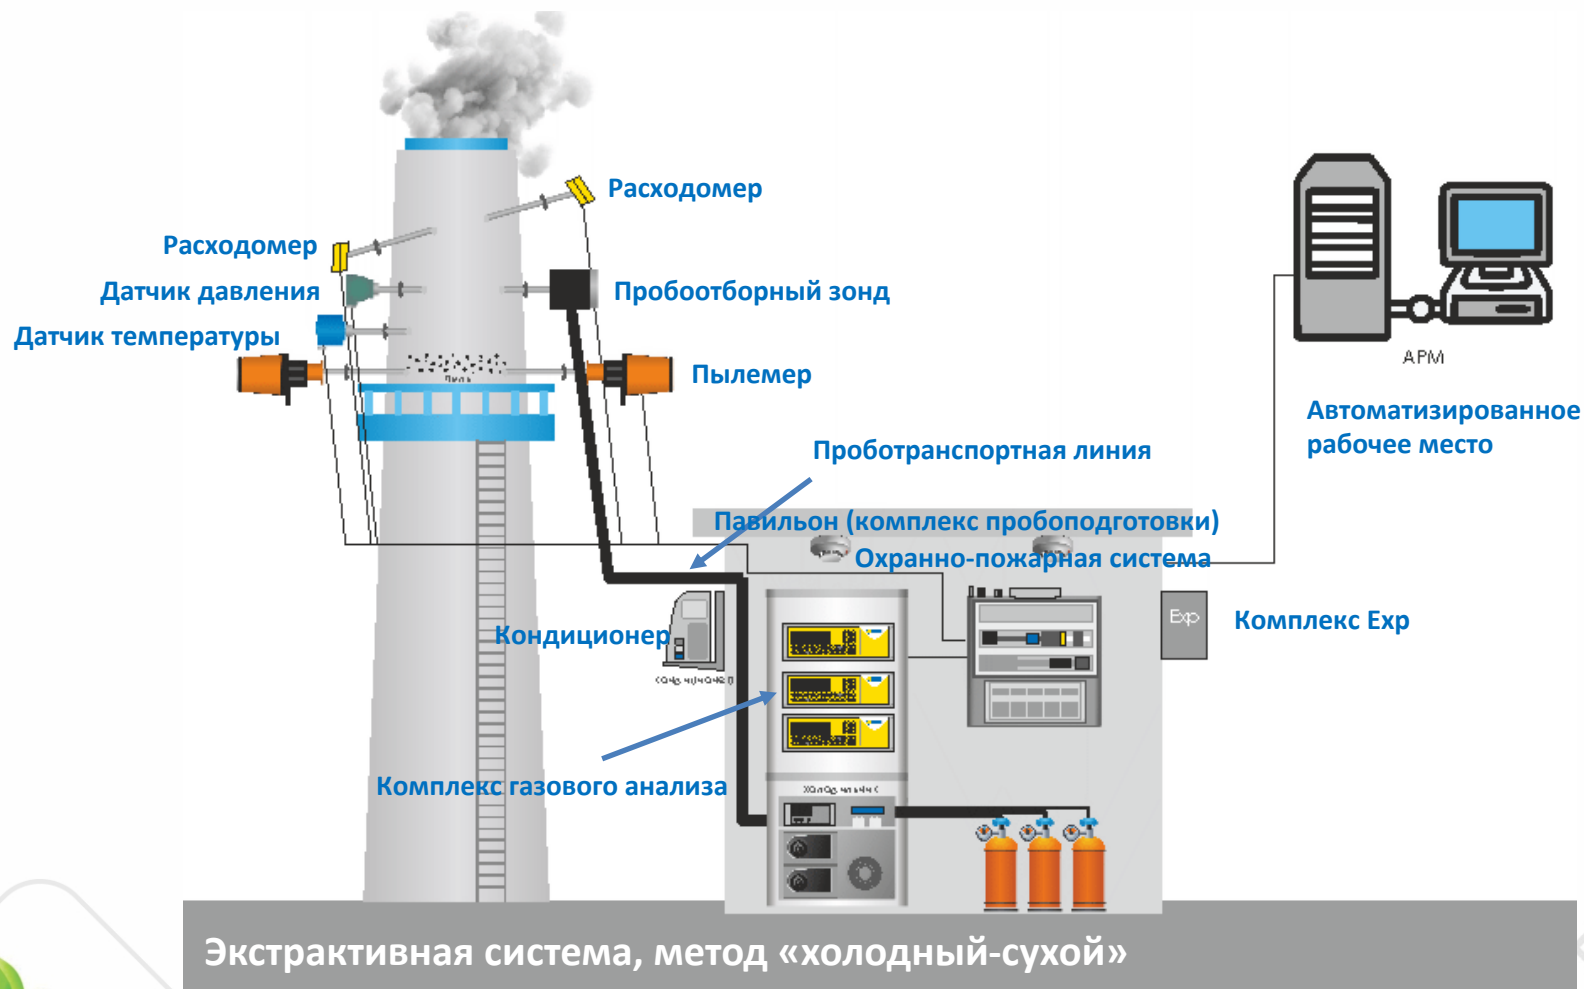 Расходомер
Расходомер
Датчик давления
Пробоотборный зонд
Датчик температуры
Пылемер
АРМ
Автоматизированное
рабочее место
Проботранспортная линия
Павильон (комплекс пробоподготовки)
Охранно-пожарная система
Exp
Комплекс Exp
Кондиционер
Комплекс газового анализа
Экстрактивная система, метод «холодный-сухой»